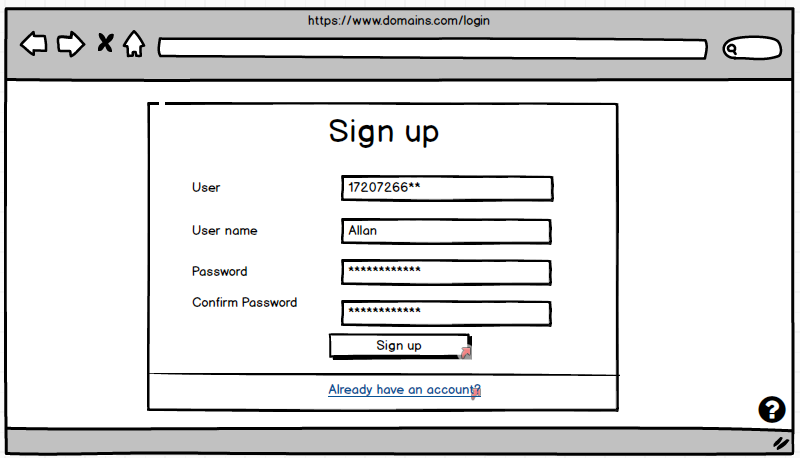 https://www.domains.com/login
Sign up
User 17207266**
User name Allan
Password ************
Confirm Password ************
Sign up
Already have an account?
?